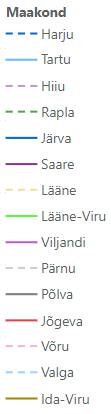 Maakond
Harju
Tartu
Hiiu
Rapla
Järva
Saare
Lääne
Lääne-Viru
Viljandi
Pärnu
Põlva
Jõgeva
Võru
Valga
Ida-Viru